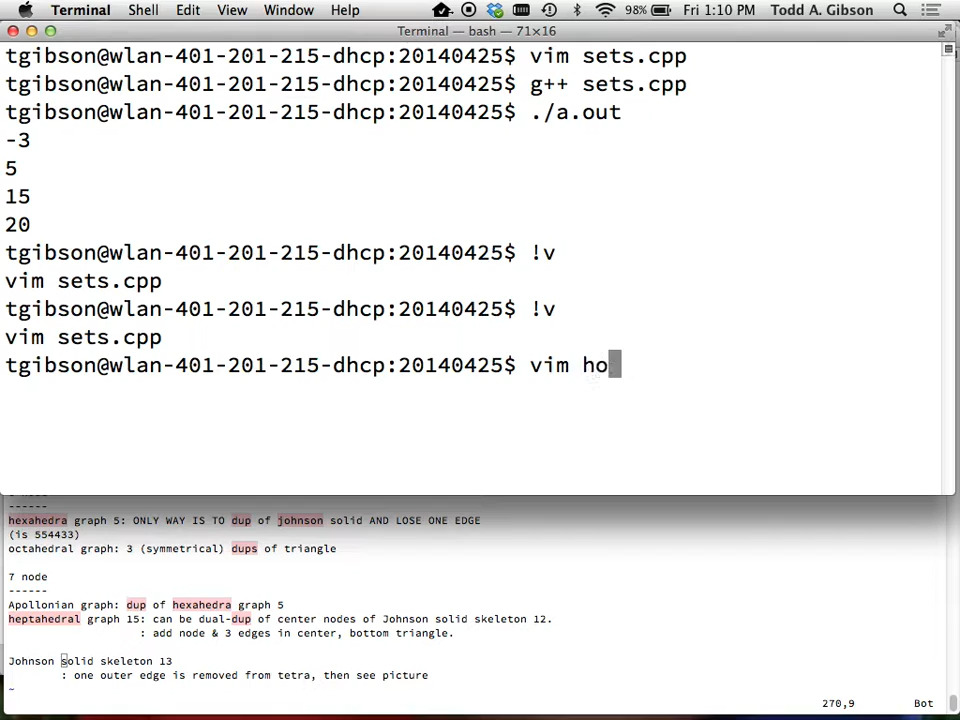 Terminal Shell Edit View Window Help 98% Fri 1:10 PM Todd A. Gibson
Terminal — bash — 71×16
tgibson@wlan-401-201-215-dhcp:20140425$ vim sets.cpp
tgibson@wlan-401-201-215-dhcp:20140425$ g++ sets.cpp
tgibson@wlan-401-201-215-dhcp:20140425$ ./a.out
-3
5
15
20
tgibson@wlan-401-201-215-dhcp:20140425$ !v
vim sets.cpp
tgibson@wlan-401-201-215-dhcp:20140425$ !v
vim sets.cpp
tgibson@wlan-401-201-215-dhcp:20140425$ vim ho
------
hexahedra graph 5: ONLY WAY IS TO dup of johnson solid AND LOSE ONE EDGE
(is 554433)
octahedral graph: 3 (symmetrical) dups of triangle
7 node
------
Apollonian graph: dup of hexahedra graph 5
heptahedral graph 15: can be dual-dup of center nodes of Johnson solid skeleton 12.
: add node & 3 edges in center, bottom triangle.
Johnson solid skeleton 13
: one outer edge is removed from tetra, then see picture
~
270,9 Bot